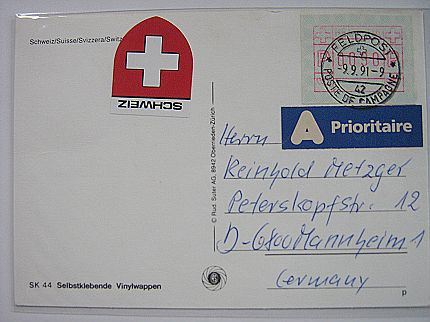 Schweiz/Suisse/Svizzera/Switz
SCHWEIZ
0090
FELDPOST
-9.9.91-9
42
POSTE DE CAMPAGNE
A Prioritaire
Herrn
Reinhold Metzger
Peterskopfstr. 12
D-6800 Mannheim 1
Germany
© Rud. Suter AG, 8942 Oberrieden-Zürich
SK 44 Selbstklebende Vinylwappen
p